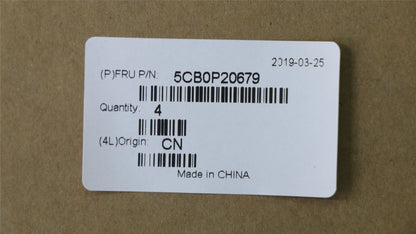 2019-03-25
(P)FRU P/N: 5CB0P20679
Quantity: 4
(4L)Origin: CN
Made in CHINA